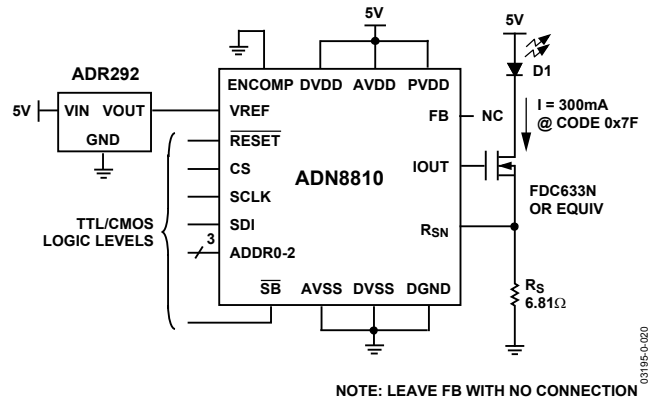 5V
5V
ADR292
5V
VIN VOUT
GND
ENCOMP DVDD AVDD PVDD
VREF
RESET
CS
SCLK
SDI
3
ADDR0-2
TTL/CMOS
LOGIC LEVELS
ADN8810
FB
NC
IOUT
RSN
SB AVSS DVSS DGND
D1
I = 300mA
@ CODE 0x7F
FDC633N
OR EQUIV
RS
6.81Ω
03195-0-020
NOTE: LEAVE FB WITH NO CONNECTION